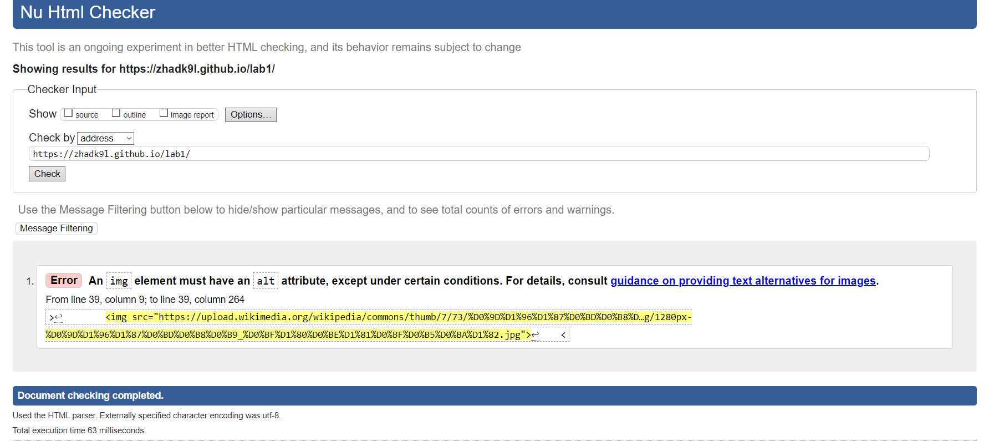 Nu Html Checker
This tool is an ongoing experiment in better HTML checking, and its behavior remains subject to change
Showing results for https://zhadk9l.github.io/lab1/
Checker Input
Show source outline image report Options...
Check by address
https://zhadk9l.github.io/lab1/
Check
Use the Message Filtering button below to hide/show particular messages, and to see total counts of errors and warnings.
Message Filtering
1. Error An img element must have an alt attribute, except under certain conditions. For details, consult guidance on providing text alternatives for images.
From line 39, column 9; to line 39, column 264
>↩ <img src="https://upload.wikimedia.org/wikipedia/commons/thumb/7/73/%D0%9D%D1%96%D1%87%D0%BD%D0%B8%D…g/1280px-
%D0%9D%D1%96%D1%87%D0%BD%D0%B8%D0%B9_%D0%BF%D1%80%D0%BE%D1%81%D0%BF%D0%B5%D0%BA%D1%82.jpg">↩ <
Document checking completed.
Used the HTML parser. Externally specified character encoding was utf-8.
Total execution time 63 milliseconds.